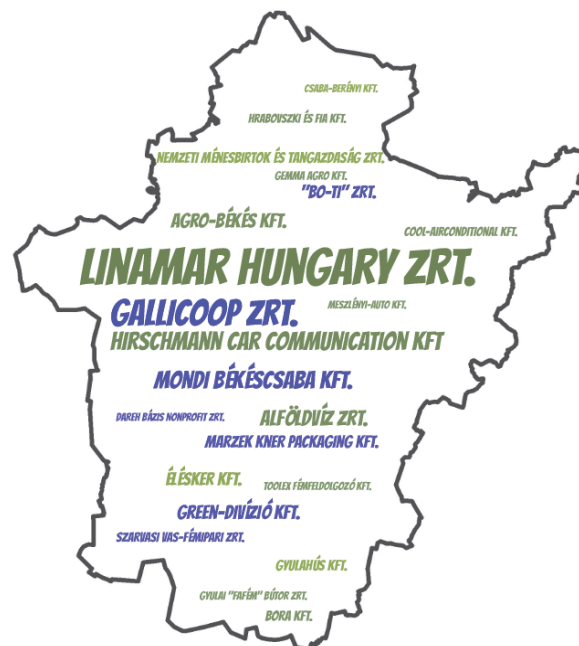 CSABA-BERÉNYI KFT.
HRABOVSZKI ÉS FIA KFT.
NEMZETI MÉNESBIRTOK ÉS TANGAZDASÁG ZRT.
GEMMA AGRO KFT.
"BO-TI" ZRT.
AGRO-BÉKÉS KFT.
COOL-AIRCONDITIONAL KFT.
LINAMAR HUNGARY ZRT.
GALLICOOP ZRT.
MESZLÉNYI-AUTO KFT.
HIRSCHMANN CAR COMMUNICATION KFT
MONDI BÉKÉSCSABA KFT.
DAREH BÁZIS NONPROFIT ZRT.
ALFÖLDVÍZ ZRT.
MARZEK KNER PACKAGING KFT.
ÉLÉSKER KFT.
TOOLEX FÉMFELDOLGOZÓ KFT.
GREEN-DIVÍZIÓ KFT.
SZARVASI VAS-FÉMIPARI ZRT.
GYULAHÚS KFT.
GYULAI "FAFÉM" BÚTOR ZRT.
BORA KFT.